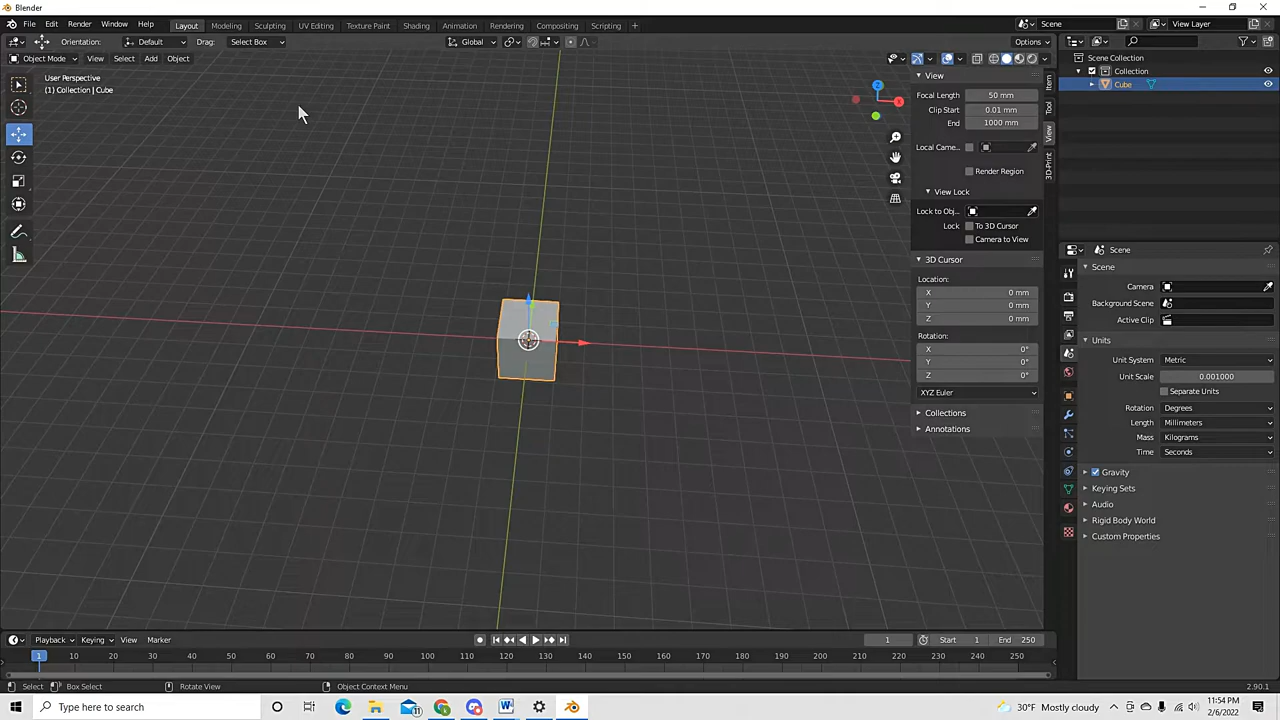 Blender
File Edit Render Window Help Layout Modeling Sculpting UV Editing Texture Paint Shading Animation Rendering Compositing Scripting + Scene View Layer
Orientation: Default Drag: Select Box Global Options
Object Mode View Select Add Object
User Perspective
(1) Collection | Cube
View
Focal Length 50 mm
Clip Start 0.01 mm
End 1000 mm
Local Came...
Render Region
View Lock
Lock to Obj...
Lock To 3D Cursor
Camera to View
3D Cursor
Location:
X 0 mm
Y 0 mm
Z 0 mm
Rotation:
X 0°
Y 0°
Z 0°
XYZ Euler
Collections
Annotations
Item
Tool
View
3D-Print
Z
X
Scene Collection
Collection
Cube
Scene
Scene
Camera
Background Scene
Active Clip
Units
Unit System Metric
Unit Scale 0.001000
Separate Units
Rotation Degrees
Length Millimeters
Mass Kilograms
Time Seconds
Gravity
Keying Sets
Audio
Rigid Body World
Custom Properties
Playback Keying View Marker 1 Start 1 End 250
1 10 20 30 40 50 60 70 80 90 100 110 120 130 140 150 160 170 180 190 200 210 220 230 240 250
Select Box Select Rotate View Object Context Menu 2.90.1
Type here to search 11 30°F Mostly cloudy 11:54 PM
2/6/2022